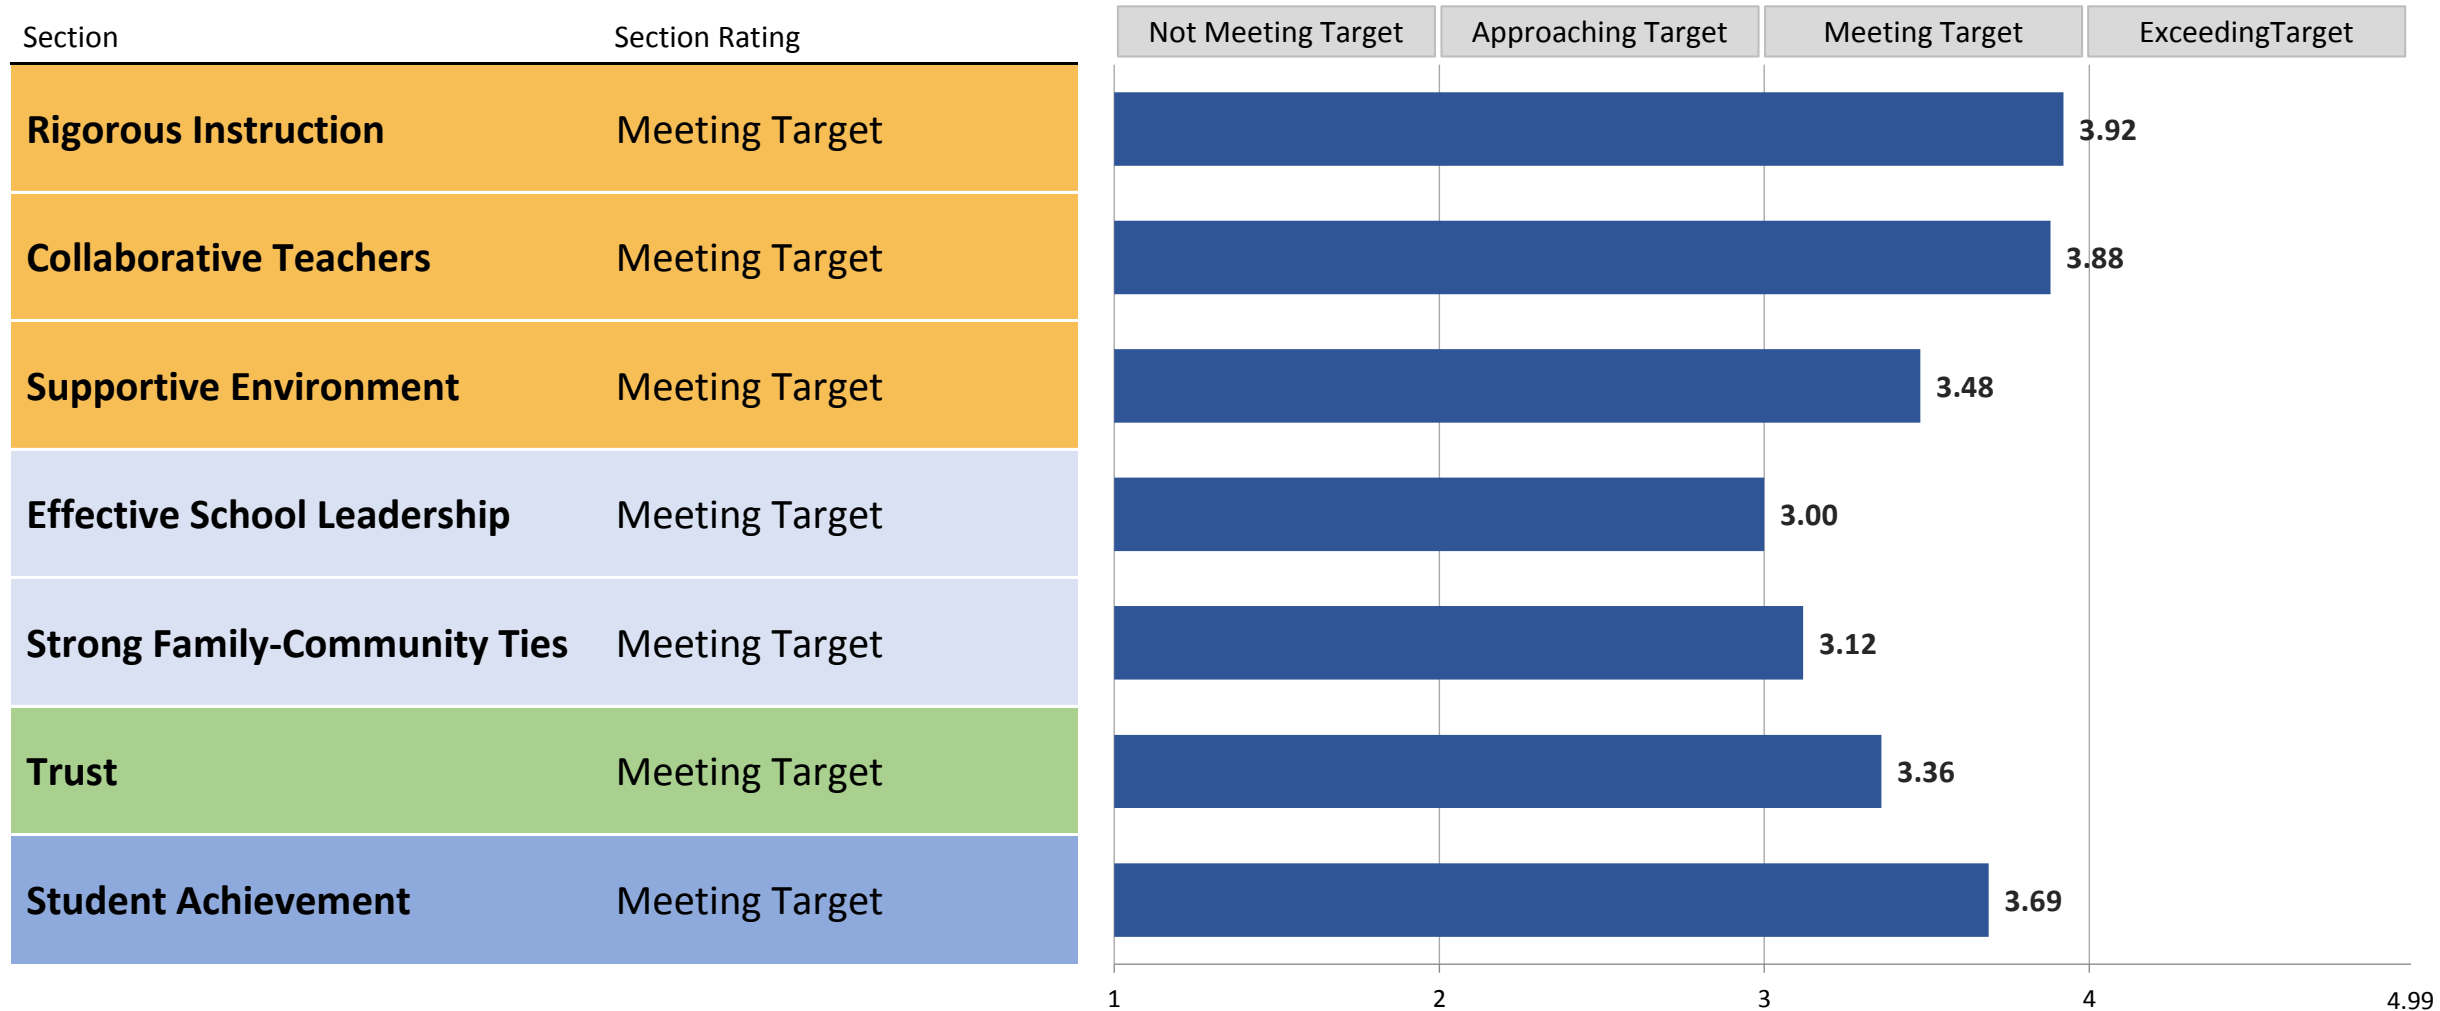 Section Section Rating Not Meeting Target Approaching Target Meeting Target ExceedingTarget
Rigorous Instruction Meeting Target 3.92
Collaborative Teachers Meeting Target 3.88
Supportive Environment Meeting Target 3.48
Effective School Leadership Meeting Target 3.00
Strong Family-Community Ties Meeting Target 3.12
Trust Meeting Target 3.36
Student Achievement Meeting Target 3.69
1 2 3 4 4.99